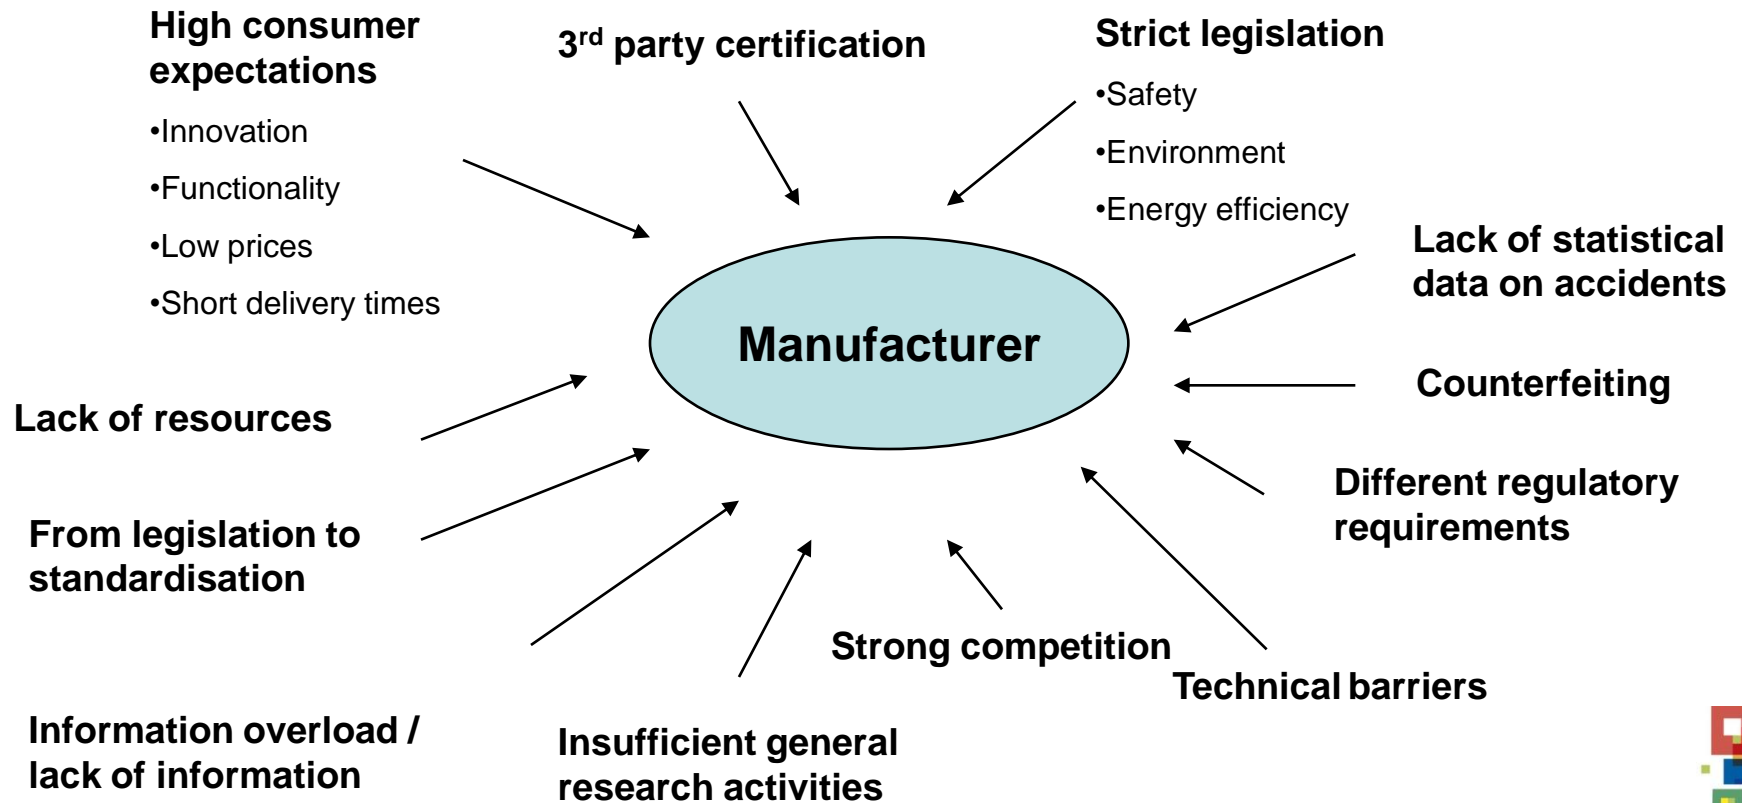 High consumer
expectations
•Innovation
•Functionality
•Low prices
•Short delivery times
3rd party certification
Strict legislation
•Safety
•Environment
•Energy efficiency
Lack of statistical
data on accidents
Manufacturer
Counterfeiting
Lack of resources
Different regulatory
requirements
From legislation to
standardisation
Strong competition
Technical barriers
Information overload /
lack of information
Insufficient general
research activities